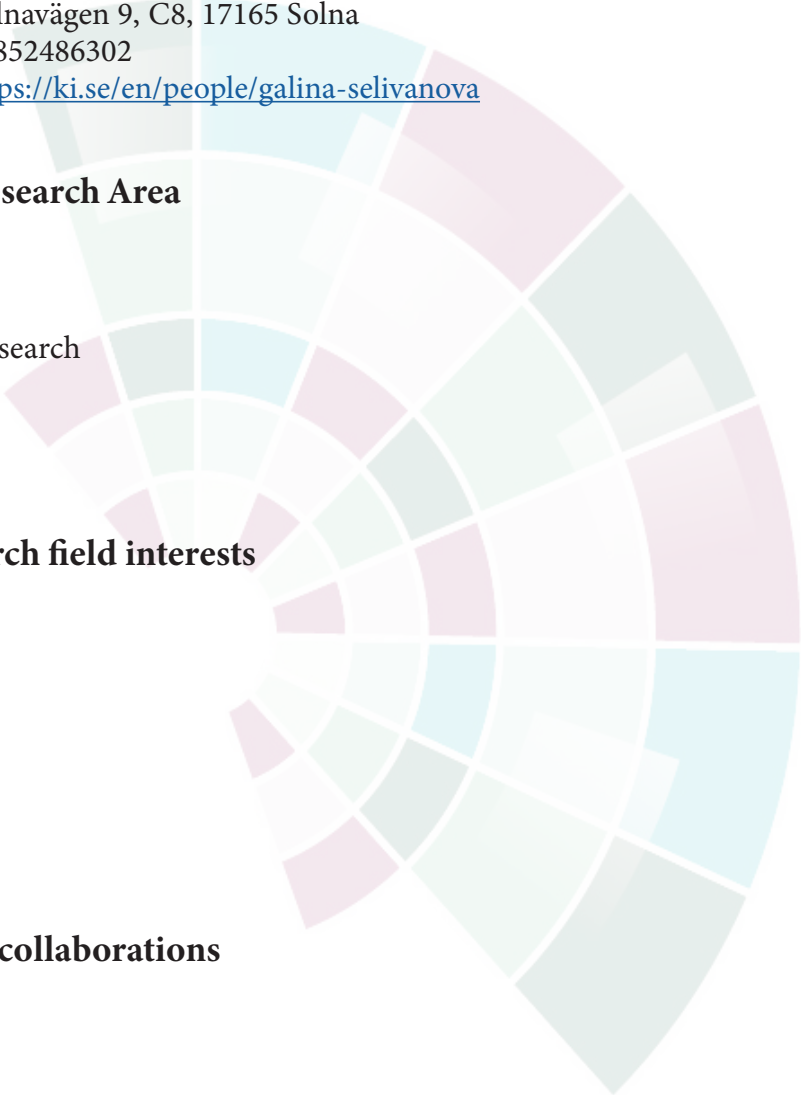 lnavägen 9, C8, 17165 Solna
852486302
ps://ki.se/en/people/galina-selivanova
search Area
search
rch field interests
collaborations